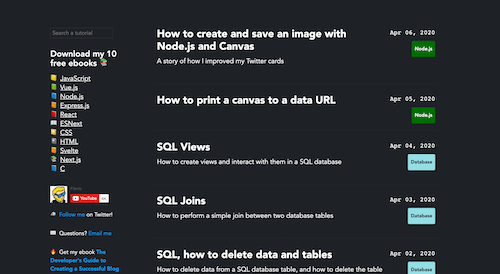 Search a tutorial
Download my 10
free ebooks
JavaScript
Vue.js
Node.js
Express.js
React
ESNext
CSS
HTML
Svelte
Next.js
C
Flavio
YouTube
Follow me on Twitter!
Questions? Email me
Get my ebook The
Developer's Guide to
Creating a Successful Blog
How to create and save an image with
Node.js and Canvas
A story of how I improved my Twitter cards
Apr 06, 2020
Node.js
How to print a canvas to a data URL
Apr 05, 2020
Node.js
SQL Views
How to create views and interact with them in a SQL database
Apr 04, 2020
Database
SQL Joins
How to perform a simple join between two database tables
Apr 03, 2020
Database
SQL, how to delete data and tables
How to delete data from a SQL database table, and how to delete the table
Apr 02, 2020
Database